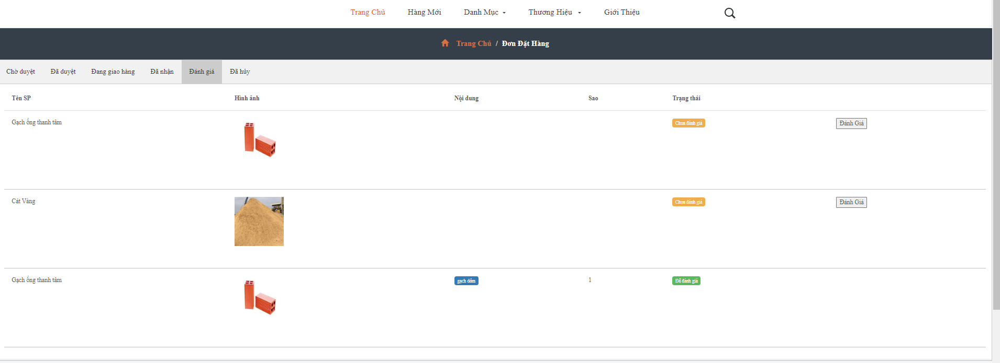 Trang Chủ Hàng Mới Danh Mục Thương Hiệu Giới Thiệu
Trang Chủ / Đơn Đặt Hàng
Chờ duyệt Đã duyệt Đang giao hàng Đã nhận Đánh giá Đã hủy
Tên SP Hình ảnh Nội dung Sao Trạng thái
Gạch ống thanh tâm Chưa đánh giá Đánh Giá
Cát Vàng Chưa đánh giá Đánh Giá
Gạch ống thanh tâm gạch dỏm 1 Đã đánh giá